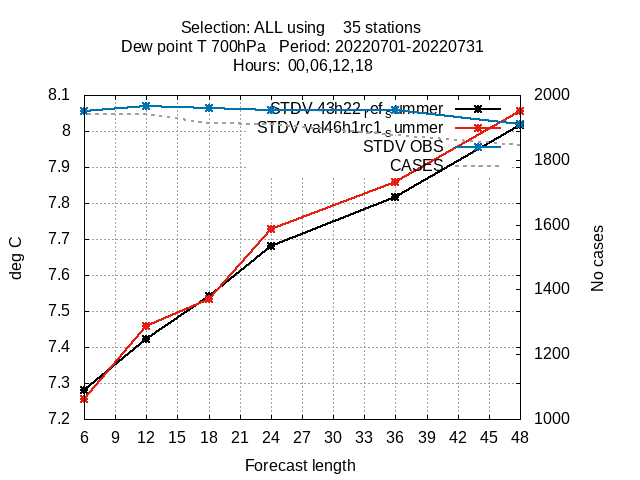 Selection: ALL using 35 stations
Dew point T 700hPa Period: 20220701-20220731
Hours: 00,06,12,18
8.1
8
7.9
7.8
7.7
7.6
7.5
7.4
7.3
7.2
deg C
STDV 43h22_ref_summer
STDV val46h1rc1_summer
STDV OBS
CASES
2000
1800
1600
1400
1200
1000
No cases
6 9 12 15 18 21 24 27 30 33 36 39 42 45 48
Forecast length